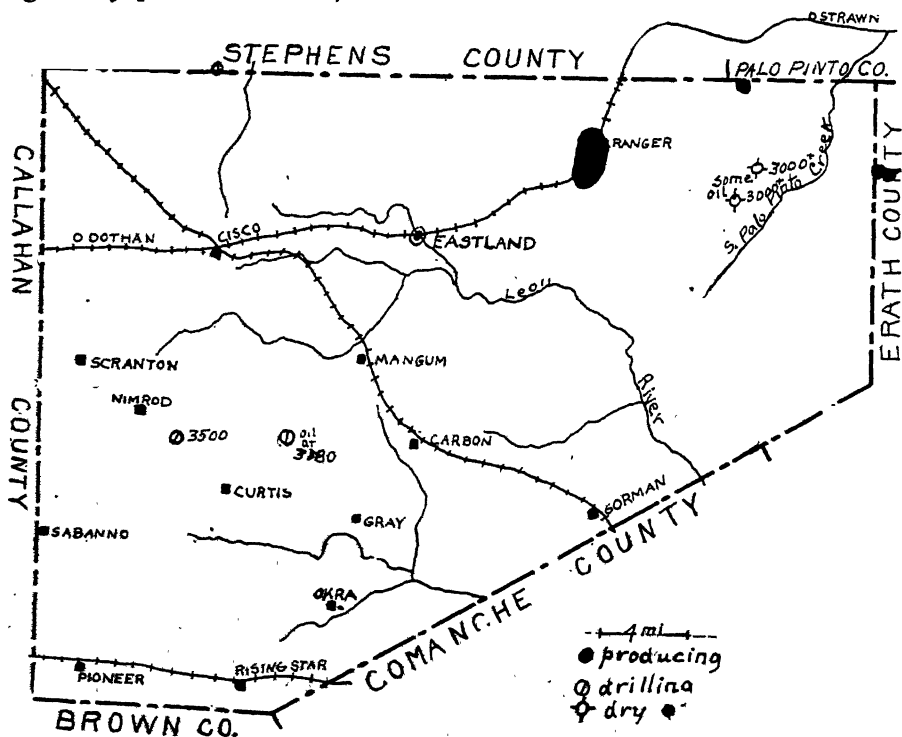 STRAWN
STEPHENS COUNTY
PALO PINTO CO.
CALLAHAN COUNTY
ERATH COUNTY
RANGER
Some oil
3000±
3000±
S. Palo Pinto Creek
DOTHAN
CISCO
EASTLAND
Leon River
SCRANTON
MANGUM
NIMROD
3500
OIL AT 3380
CARBON
CURTIS
GORMAN
SABANNO
GRAY
OKRA
COMANCHE COUNTY
PIONEER
RISING STAR
BROWN CO.
4 mi
producing
drilling
dry